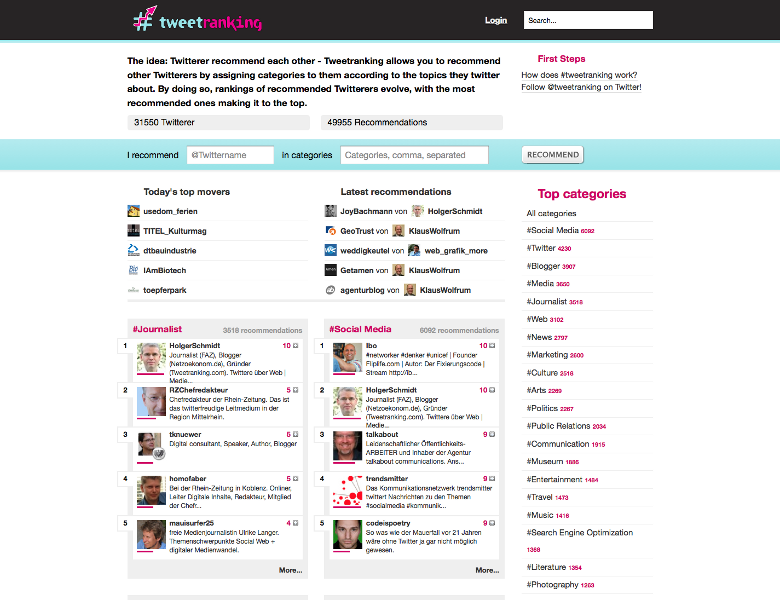 tweetranking
Login
Search...
The idea: Twitterer recommend each other - Tweetranking allows you to recommend
other Twitterers by assigning categories to them according to the topics they twitter
about. By doing so, rankings of recommended Twitterers evolve, with the most
recommended ones making it to the top.
31550 Twitterer
49955 Recommendations
First Steps
How does #tweetranking work?
Follow @tweetranking on Twitter!
I recommend
@Twittername
in categories
Categories, comma, separated
RECOMMEND
Today's top movers
usedom_ferien
TITEL_Kulturmag
dtbauindustrie
IAmBiotech
toepferpark
Latest recommendations
JoyBachmann von HolgerSchmidt
GeoTrust von KlausWolfrum
weddigkeutel von web_grafik_more
Getamen von KlausWolfrum
agenturblog von KlausWolfrum
#Journalist
3518 recommendations
1
HolgerSchmidt
10
Journalist (FAZ), Blogger
(Netzoekonom.de), Gründer
(Tweetranking.com). Twittere über Web |
Medie...
2
RZChefredakteur
5
Chefredakteur der Rhein-Zeitung. Das ist
das twitterfreudige Leitmedium in der
Region Mittelrhein.
3
tknuewer
5
Digital consultant, Speaker, Author, Blogger
4
homofaber
5
Bei der Rhein-Zeitung in Koblenz. Onliner,
Leiter Digitale Inhalte, Redakteur, Mitglied
der Chefr...
5
mauisurfer25
4
freie Medienjournalistin Ulrike Langer.
Themenschwerpunkte Social Web +
digitaler Medienwandel.
More...
#Social Media
6092 recommendations
1
Ibo
10
#networker #denker #unicef | Founder
Fliplife.com | Autor: Der Fixierungscode |
Stream http://ib...
2
HolgerSchmidt
10
Journalist (FAZ), Blogger
(Netzoekonom.de), Gründer
(Tweetranking.com). Twittere über Web |
Medie...
3
talkabout
9
Leidenschaftlicher Öffentlichkeits-
ARBEITER und Inhaber der Agentur
talkabout communications. Ans...
4
trendsmitter
9
Das Kommunikationsnetzwerk trendsmitter
twittert Nachrichten zu den Themen
#socialmedia #kommunik...
5
codeispoetry
9
So was wie der Mauerfall vor 21 Jahren
wäre ohne Twitter ja gar nicht möglich
gewesen.
More...
Top categories
All categories
#Social Media 6092
#Twitter 4230
#Blogger 3907
#Media 3650
#Journalist 3518
#Web 3102
#News 2797
#Marketing 2600
#Culture 2518
#Arts 2269
#Politics 2267
#Public Relations 2034
#Communication 1915
#Museum 1885
#Entertainment 1484
#Travel 1473
#Music 1416
#Search Engine Optimization
1388
#Literature 1354
#Photography 1263